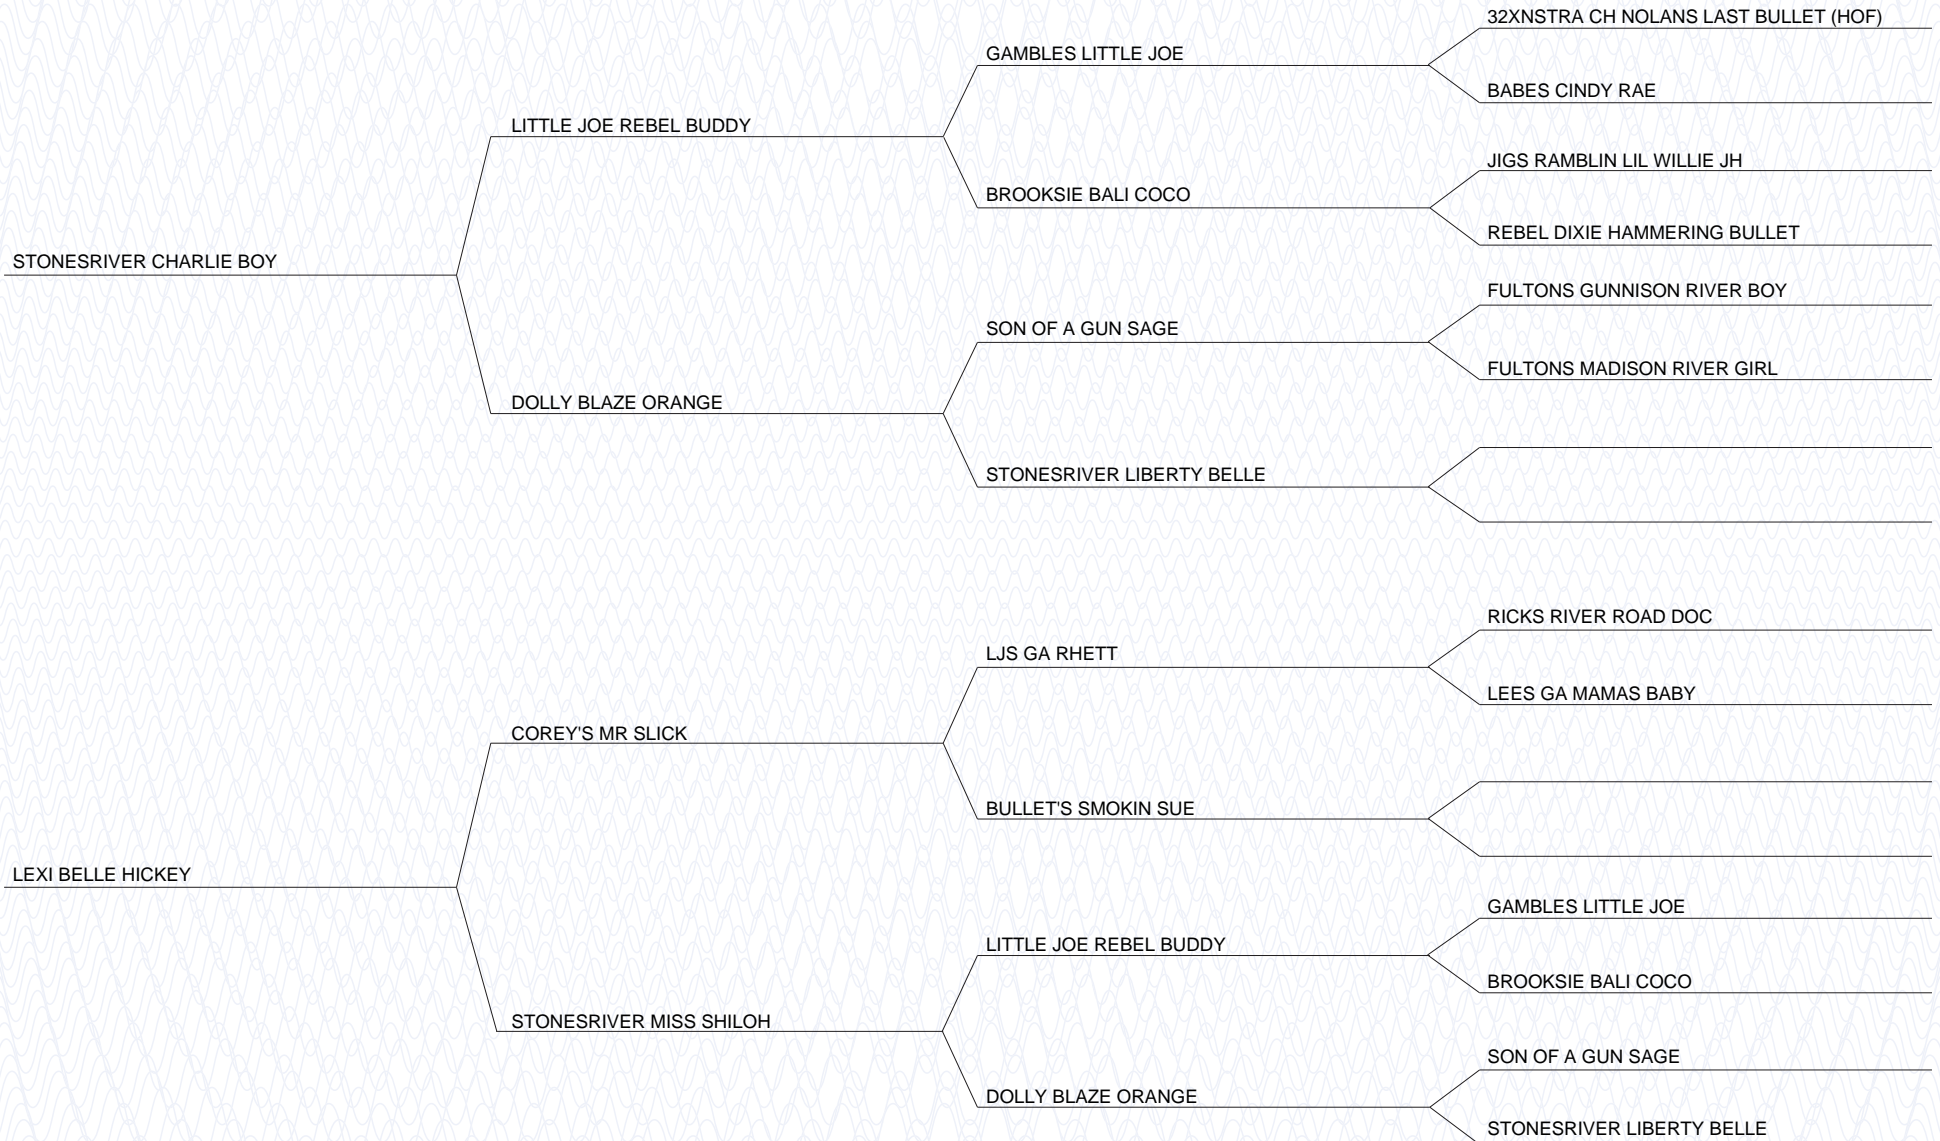 32XNSTRA CH NOLANS LAST BULLET (HOF)
GAMBLES LITTLE JOE
BABES CINDY RAE
LITTLE JOE REBEL BUDDY
JIGS RAMBLIN LIL WILLIE JH
BROOKSIE BALI COCO
REBEL DIXIE HAMMERING BULLET
STONESRIVER CHARLIE BOY
FULTONS GUNNISON RIVER BOY
SON OF A GUN SAGE
FULTONS MADISON RIVER GIRL
DOLLY BLAZE ORANGE
STONESRIVER LIBERTY BELLE
RICKS RIVER ROAD DOC
LJS GA RHETT
LEES GA MAMAS BABY
COREY'S MR SLICK
BULLET'S SMOKIN SUE
LEXI BELLE HICKEY
GAMBLES LITTLE JOE
LITTLE JOE REBEL BUDDY
BROOKSIE BALI COCO
STONESRIVER MISS SHILOH
SON OF A GUN SAGE
DOLLY BLAZE ORANGE
STONESRIVER LIBERTY BELLE